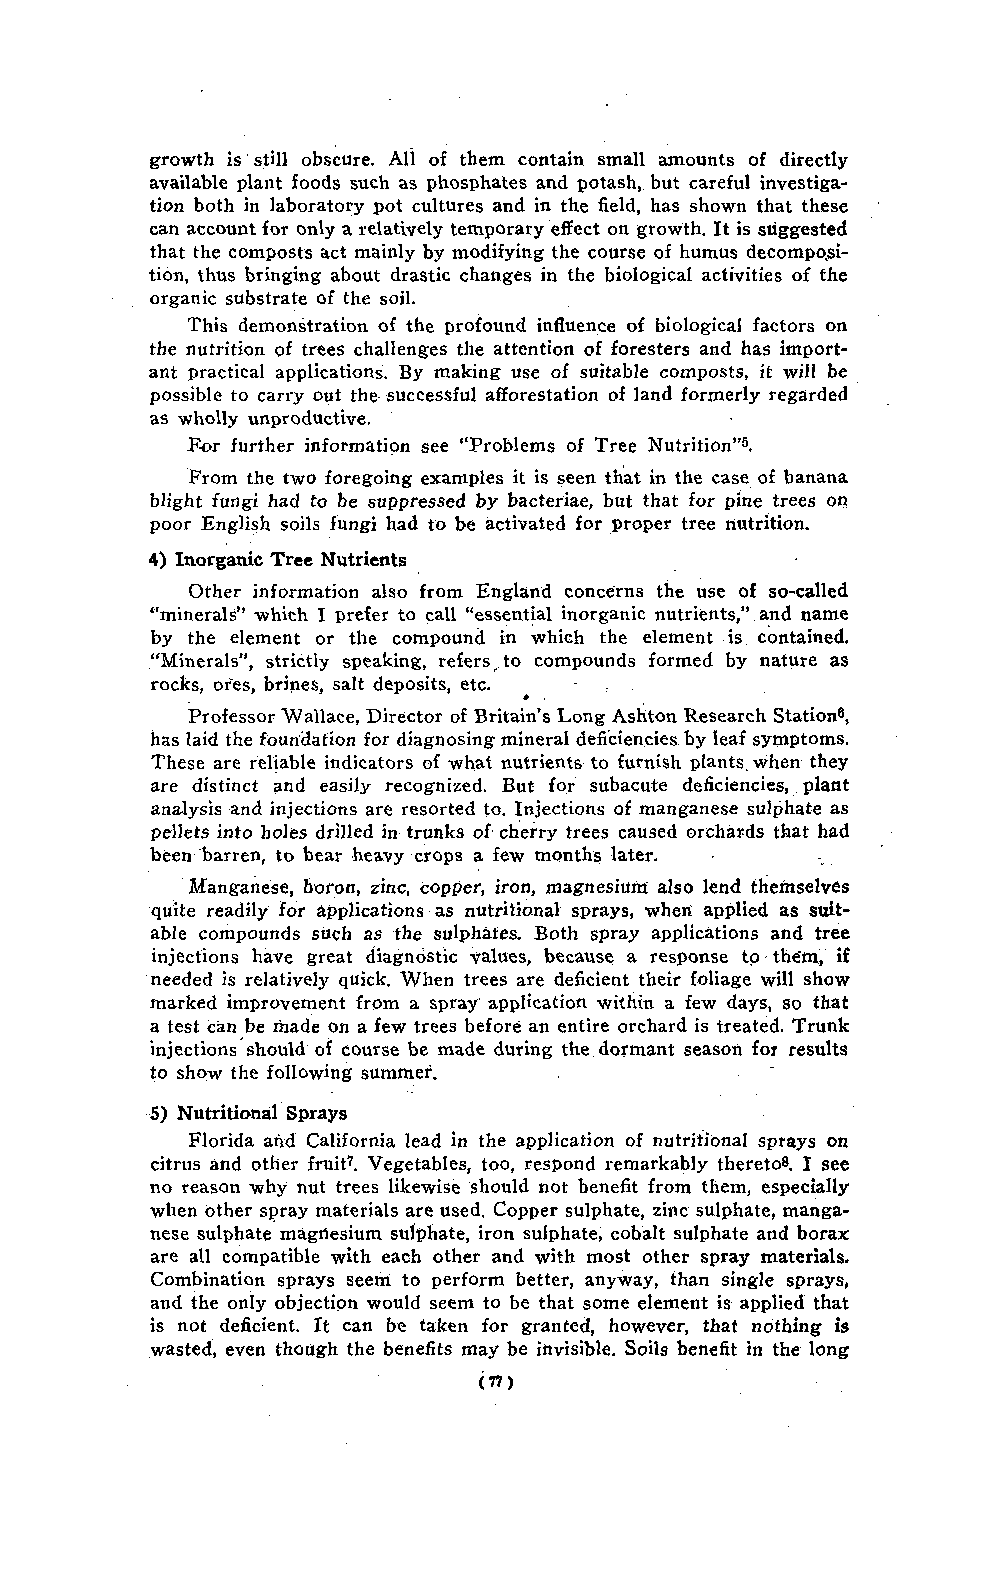 growth is still obscure. All of them contain small amounts of directly
available plant foods such as phosphates and potash, but careful investiga-
tion both in laboratory pot cultures and in the field, has shown that these
can account for only a relatively temporary effect on growth. It is suggested
that the composts act mainly by modifying the course of humus decomposi-
tion, thus bringing about drastic changes in the biological activities of the
organic substrate of the soil.
This demonstration of the profound influence of biological factors on
the nutrition of trees challenges the attention of foresters and has import-
ant practical applications. By making use of suitable composts, it will be
possible to carry out the successful afforestation of land formerly regarded
as wholly unproductive.
For further information see “Problems of Tree Nutrition”⁵.
From the two foregoing examples it is seen that in the case of banana
blight fungi had to be suppressed by bacteriae, but that for pine trees on
poor English soils fungi had to be activated for proper tree nutrition.
4) Inorganic Tree Nutrients
Other information also from England concerns the use of so-called
“minerals” which I prefer to call “essential inorganic nutrients,” and name
by the element or the compound in which the element is contained.
“Minerals”, strictly speaking, refers to compounds formed by nature as
rocks, ores, brines, salt deposits, etc.
Professor Wallace, Director of Britain's Long Ashton Research Station⁶,
has laid the foundation for diagnosing mineral deficiencies by leaf symptoms.
These are reliable indicators of what nutrients to furnish plants when they
are distinct and easily recognized. But for subacute deficiencies, plant
analysis and injections are resorted to. Injections of manganese sulphate as
pellets into holes drilled in trunks of cherry trees caused orchards that had
been barren, to bear heavy crops a few months later.
Manganese, boron, zinc, copper, iron, magnesium also lend themselves
quite readily for applications as nutritional sprays, when applied as suit-
able compounds such as the sulphates. Both spray applications and tree
injections have great diagnostic values, because a response to them, if
needed is relatively quick. When trees are deficient their foliage will show
marked improvement from a spray application within a few days, so that
a test can be made on a few trees before an entire orchard is treated. Trunk
injections should of course be made during the dormant season for results
to show the following summer.
5) Nutritional Sprays
Florida and California lead in the application of nutritional sprays on
citrus and other fruit⁷. Vegetables, too, respond remarkably thereto⁸. I see
no reason why nut trees likewise should not benefit from them, especially
when other spray materials are used. Copper sulphate, zinc sulphate, manga-
nese sulphate magnesium sulphate, iron sulphate, cobalt sulphate and borax
are all compatible with each other and with most other spray materials.
Combination sprays seem to perform better, anyway, than single sprays,
and the only objection would seem to be that some element is applied that
is not deficient. It can be taken for granted, however, that nothing is
wasted, even though the benefits may be invisible. Soils benefit in the long
(77)